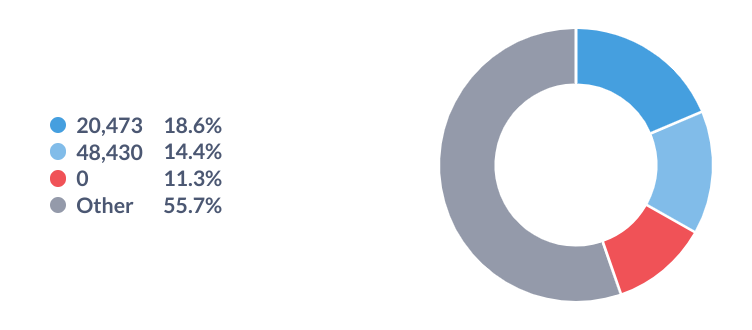 20,473 18.6%
48,430 14.4%
0 11.3%
Other 55.7%